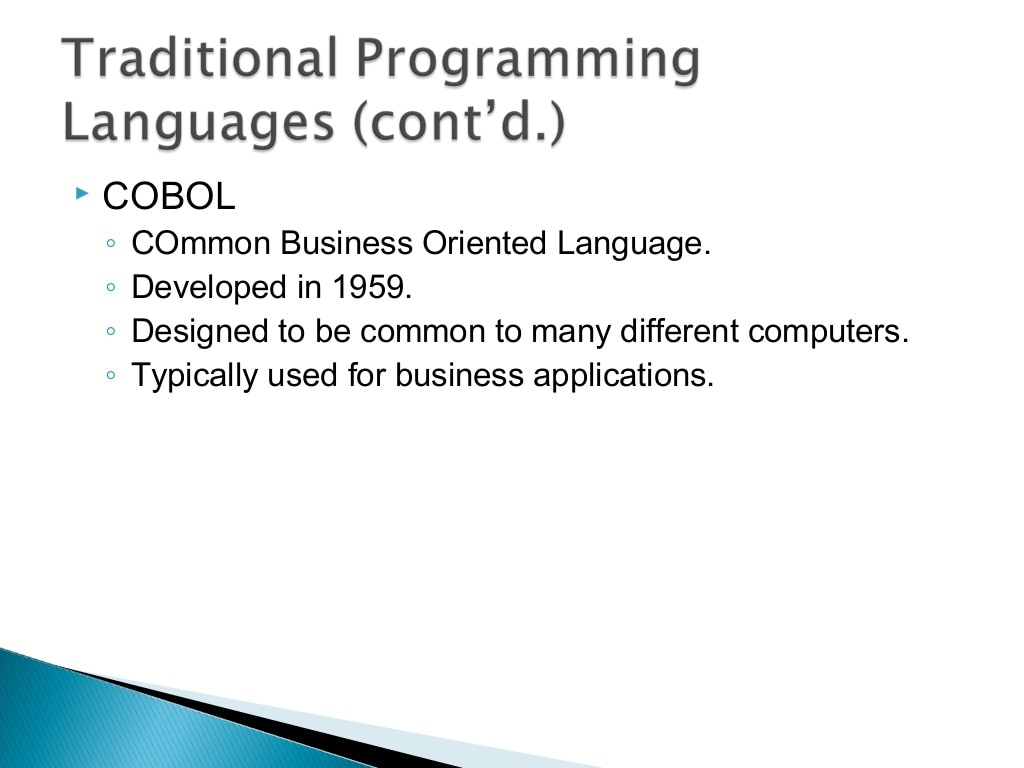 Traditional Programming
Languages (cont’d.)
COBOL
COmmon Business Oriented Language.
Developed in 1959.
Designed to be common to many different computers.
Typically used for business applications.